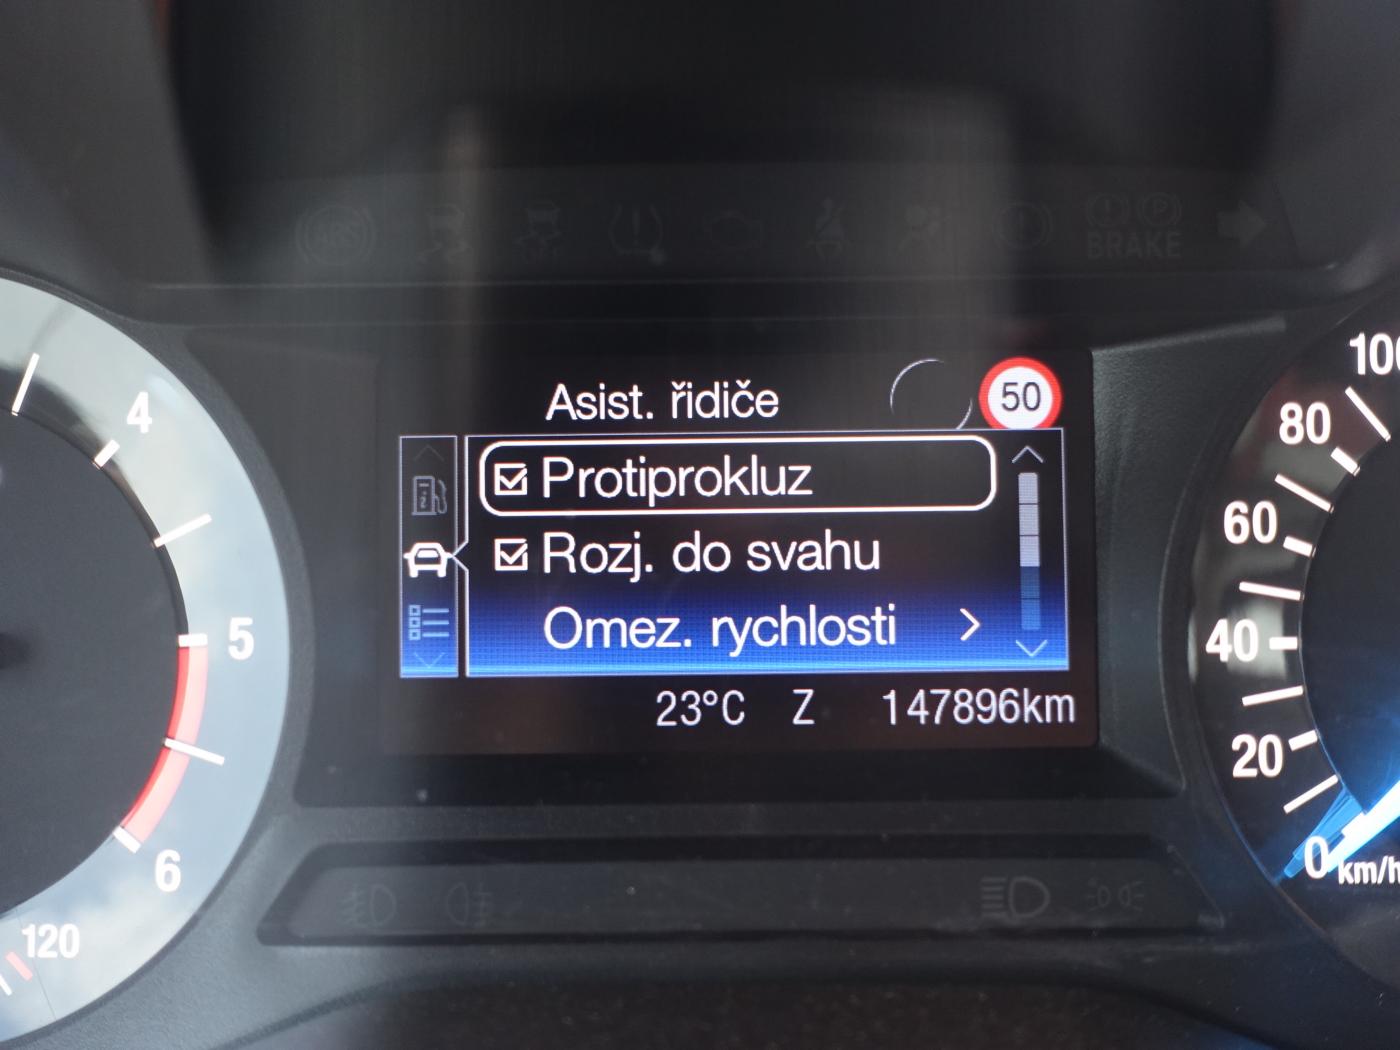 ABS
BRAKE
Asist. řidiče
50
Protiprokluz
Rozj. do svahu
Omez. rychlosti
23°C Z 147896km
4
5
6
120
100
80
60
40
20
0 km/h